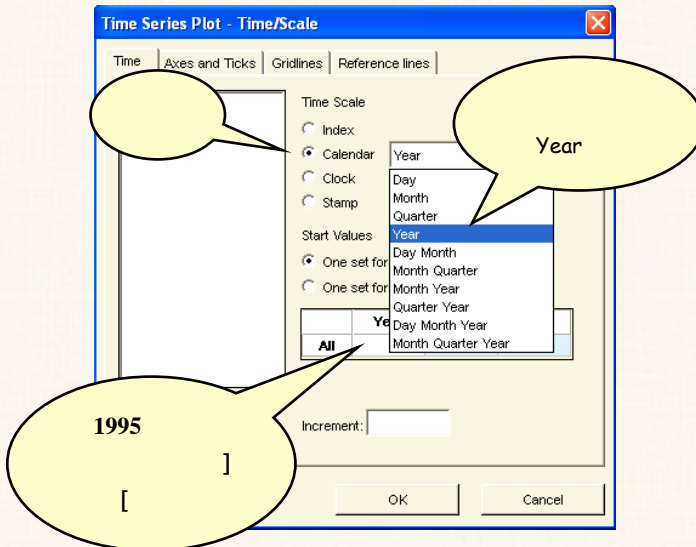 Time Series Plot - Time/Scale
Time
Axes and Ticks
Gridlines
Reference lines
Time Scale
Index
Calendar
Year
Clock
Stamp
Day
Month
Quarter
Year
Day Month
Month Quarter
Month Year
Quarter Year
Day Month Year
Month Quarter Year
Year
Start Values
One set for
One set for
All
1995
]
[
Increment:
OK
Cancel